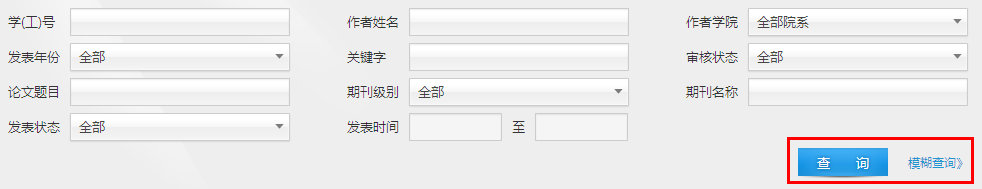 学(工)号 作者姓名 作者学院 全部院系
发表年份 全部 关键字 审核状态 全部
论文题目 期刊级别 全部 期刊名称
发表状态 全部 发表时间 至
查 询 模糊查询》